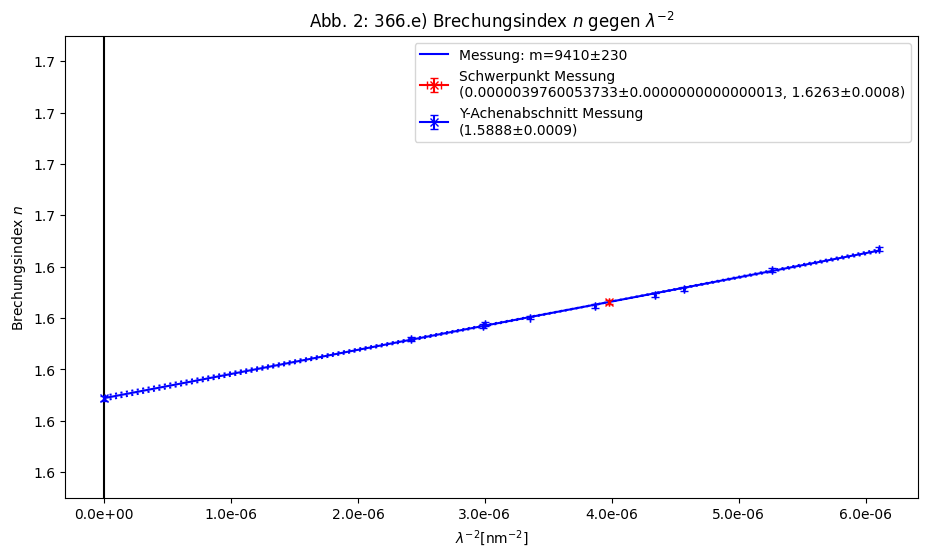 Abb. 2: 366.e) Brechungsindex n gegen λ⁻²
Messung: m=9410±230
Schwerpunkt Messung
(0.0000039760053733±0.0000000000000013, 1.6263±0.0008)
Y-Achenabschnitt Messung
(1.5888±0.0009)
Brechungsindex n
1.7
1.7
1.7
1.7
1.6
1.6
1.6
1.6
1.6
0.0e+00 1.0e-06 2.0e-06 3.0e-06 4.0e-06 5.0e-06 6.0e-06
λ⁻²[nm⁻²]